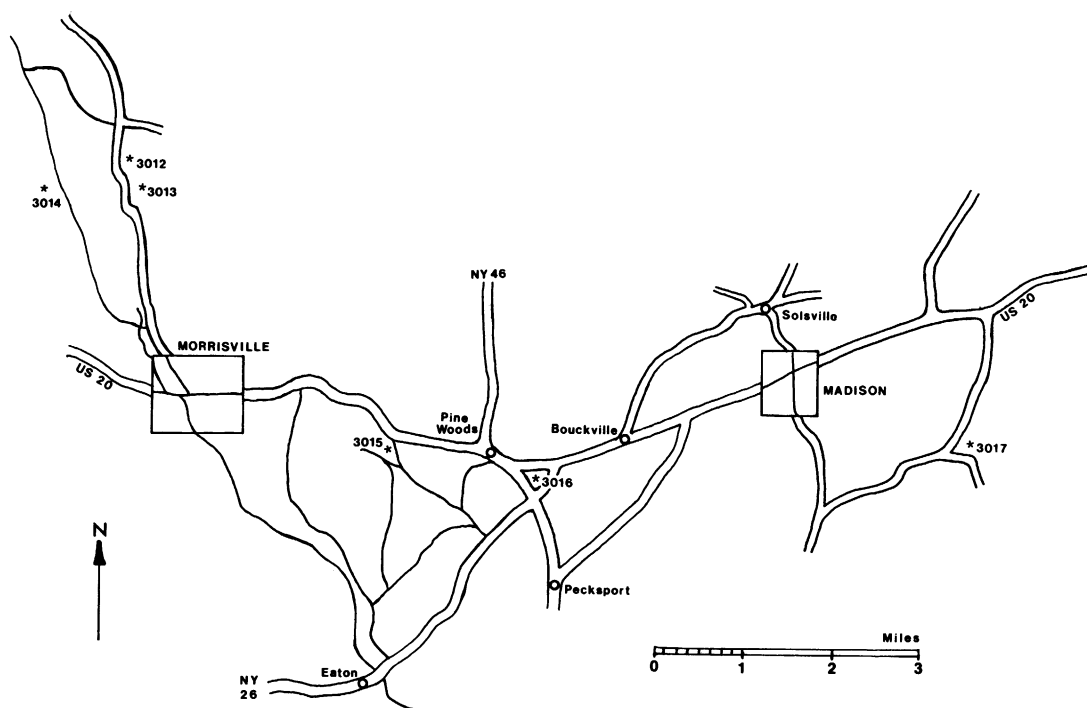 *3012
*3013
*
3014
NY 46
Solsville
US 20
MORRISVILLE
US 20
MADISON
Pine
Woods
Bouckville
3015*
*3016
*3017
N
Pecksport
Miles
0 1 2 3
Eaton
NY
26